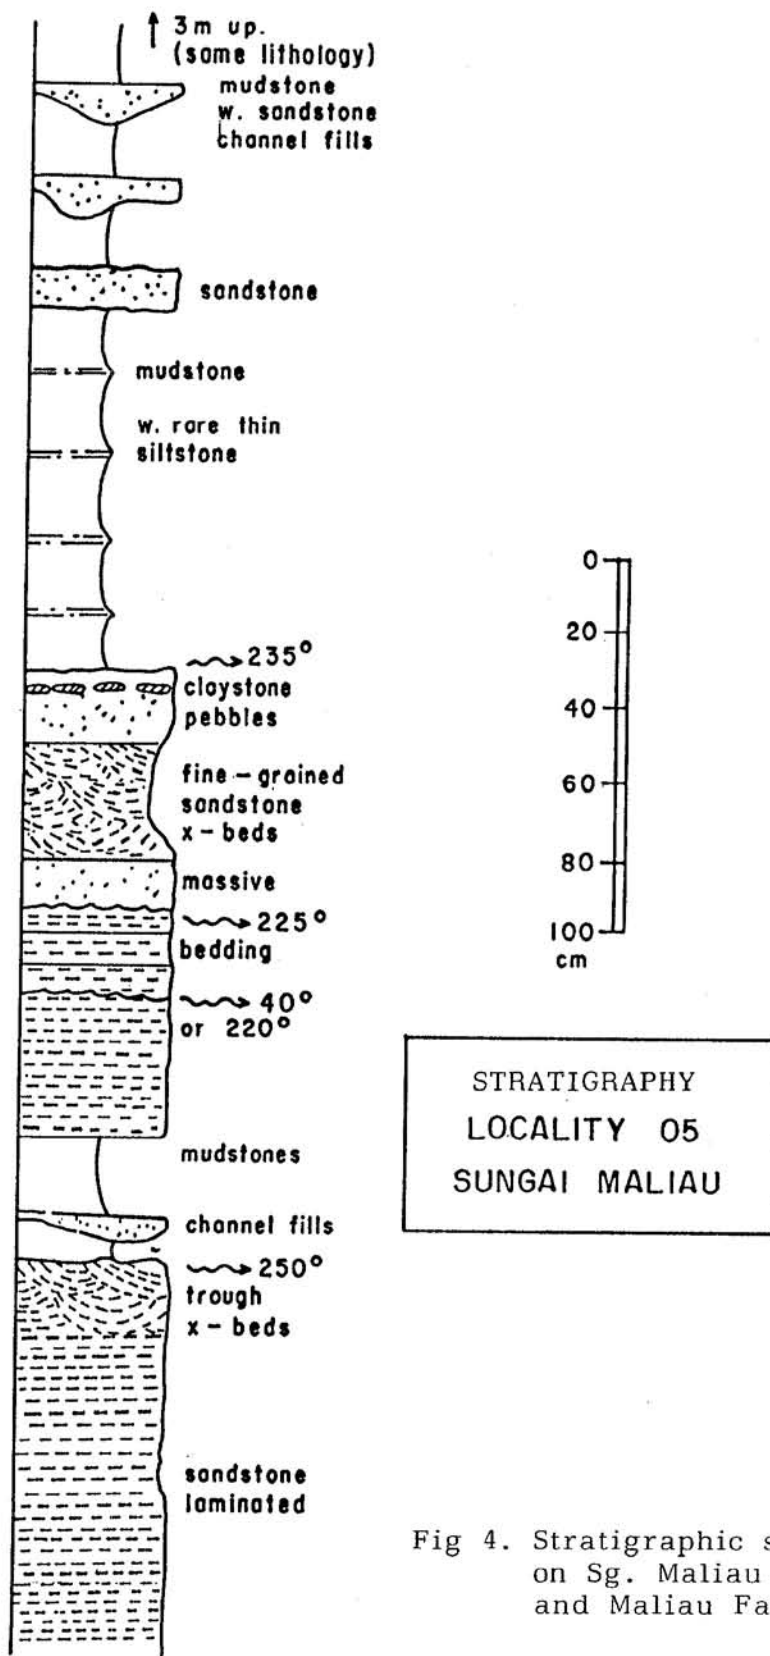 3m up.
(same lithology)
mudstone
w. sandstone
channel fills
sandstone
mudstone
w. rare thin
siltstone
235°
claystone
pebbles
fine-grained
sandstone
x-beds
massive
225°
bedding
40°
or 220°
mudstones
channel fills
250°
trough
x-beds
sandstone
laminated
0
20
40
60
80
100
cm
STRATIGRAPHY
LOCALITY 05
SUNGAI MALIAU
Fig 4. Stratigraphic s
on Sg. Maliau
and Maliau Fa